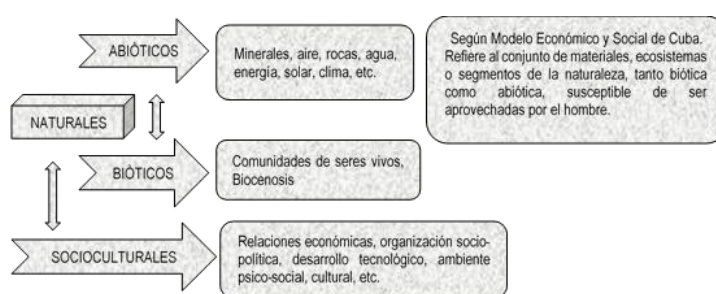 ABIÒTICOS
Minerales, aire, rocas, agua,
energía, solar, clima, etc.
Según Modelo Económico y Social de Cuba.
Refiere al conjunto de materiales, ecosistemas
o segmentos de la naturaleza, tanto biótica
como abiótica, susceptible de ser
aprovechadas por el hombre.
NATURALES
BIÒTICOS
Comunidades de seres vivos,
Biocenosis
SOCIOCULTURALES
Relaciones económicas, organización socio-
política, desarrollo tecnológico, ambiente
psico-social, cultural, etc.